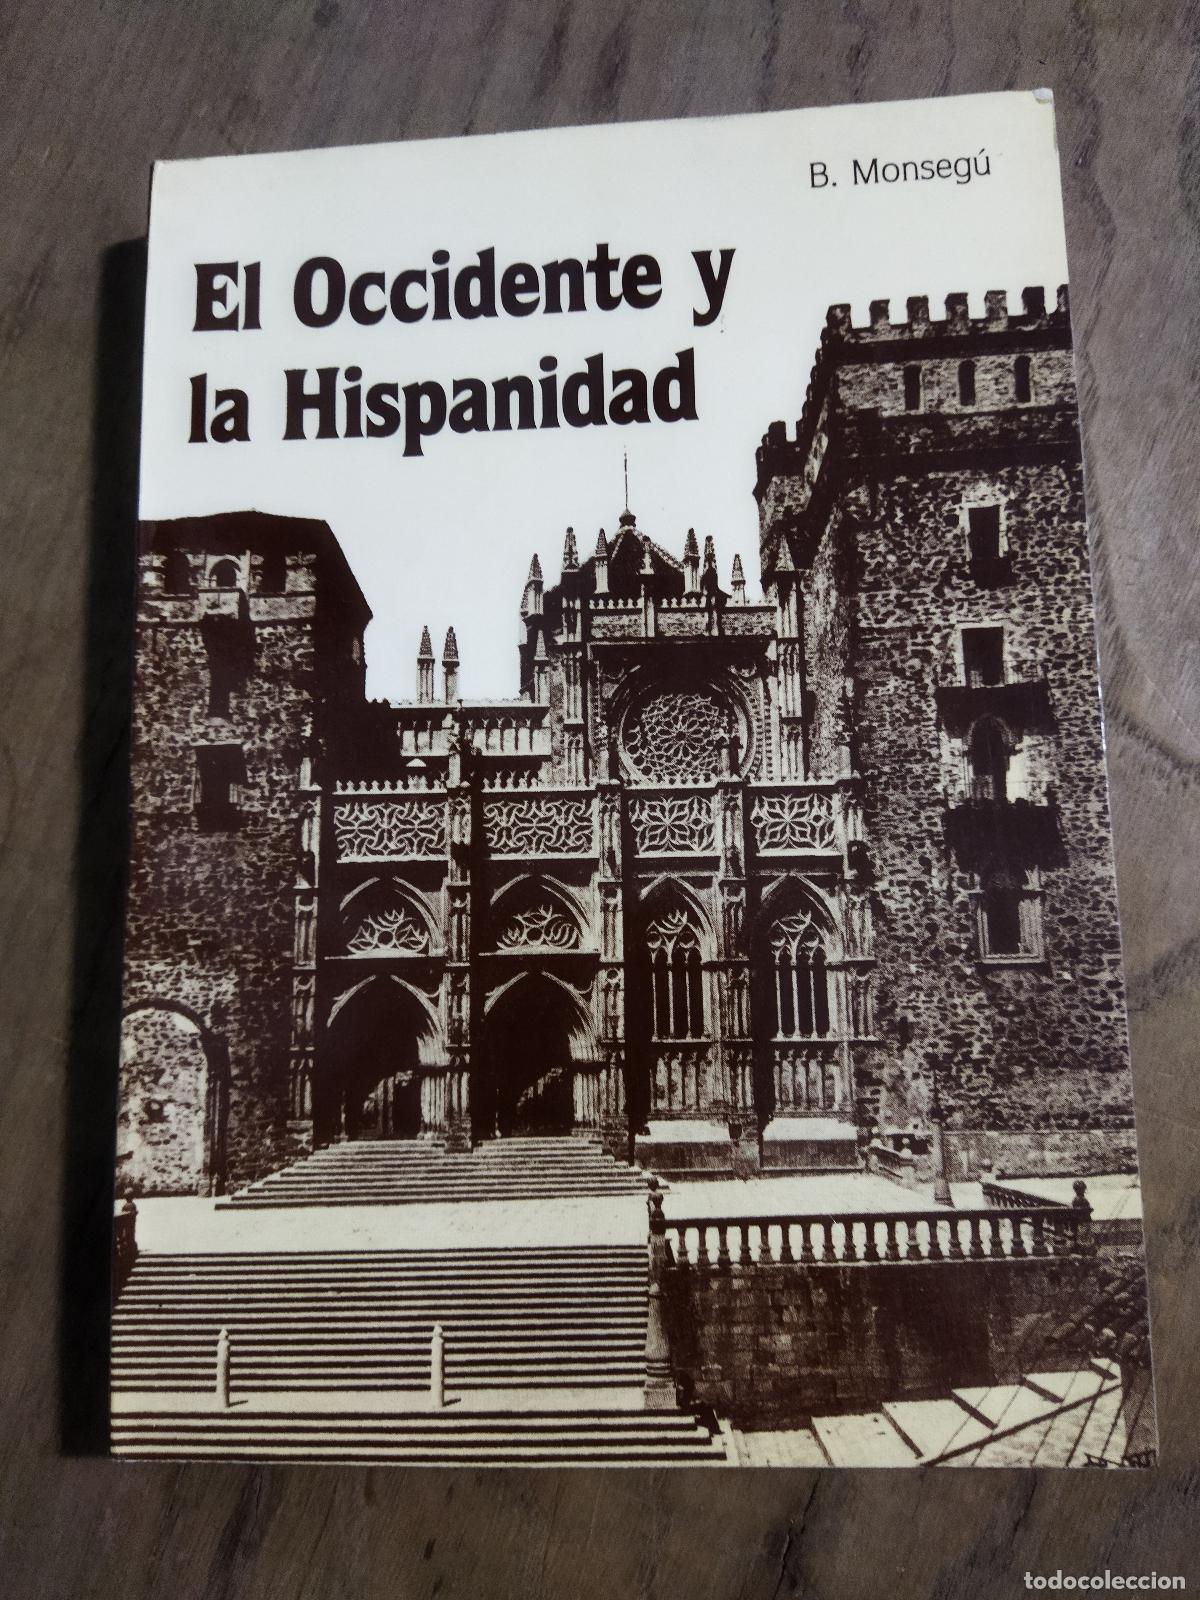 B. Monsegú
El Occidente y
la Hispanidad
todocoleccion